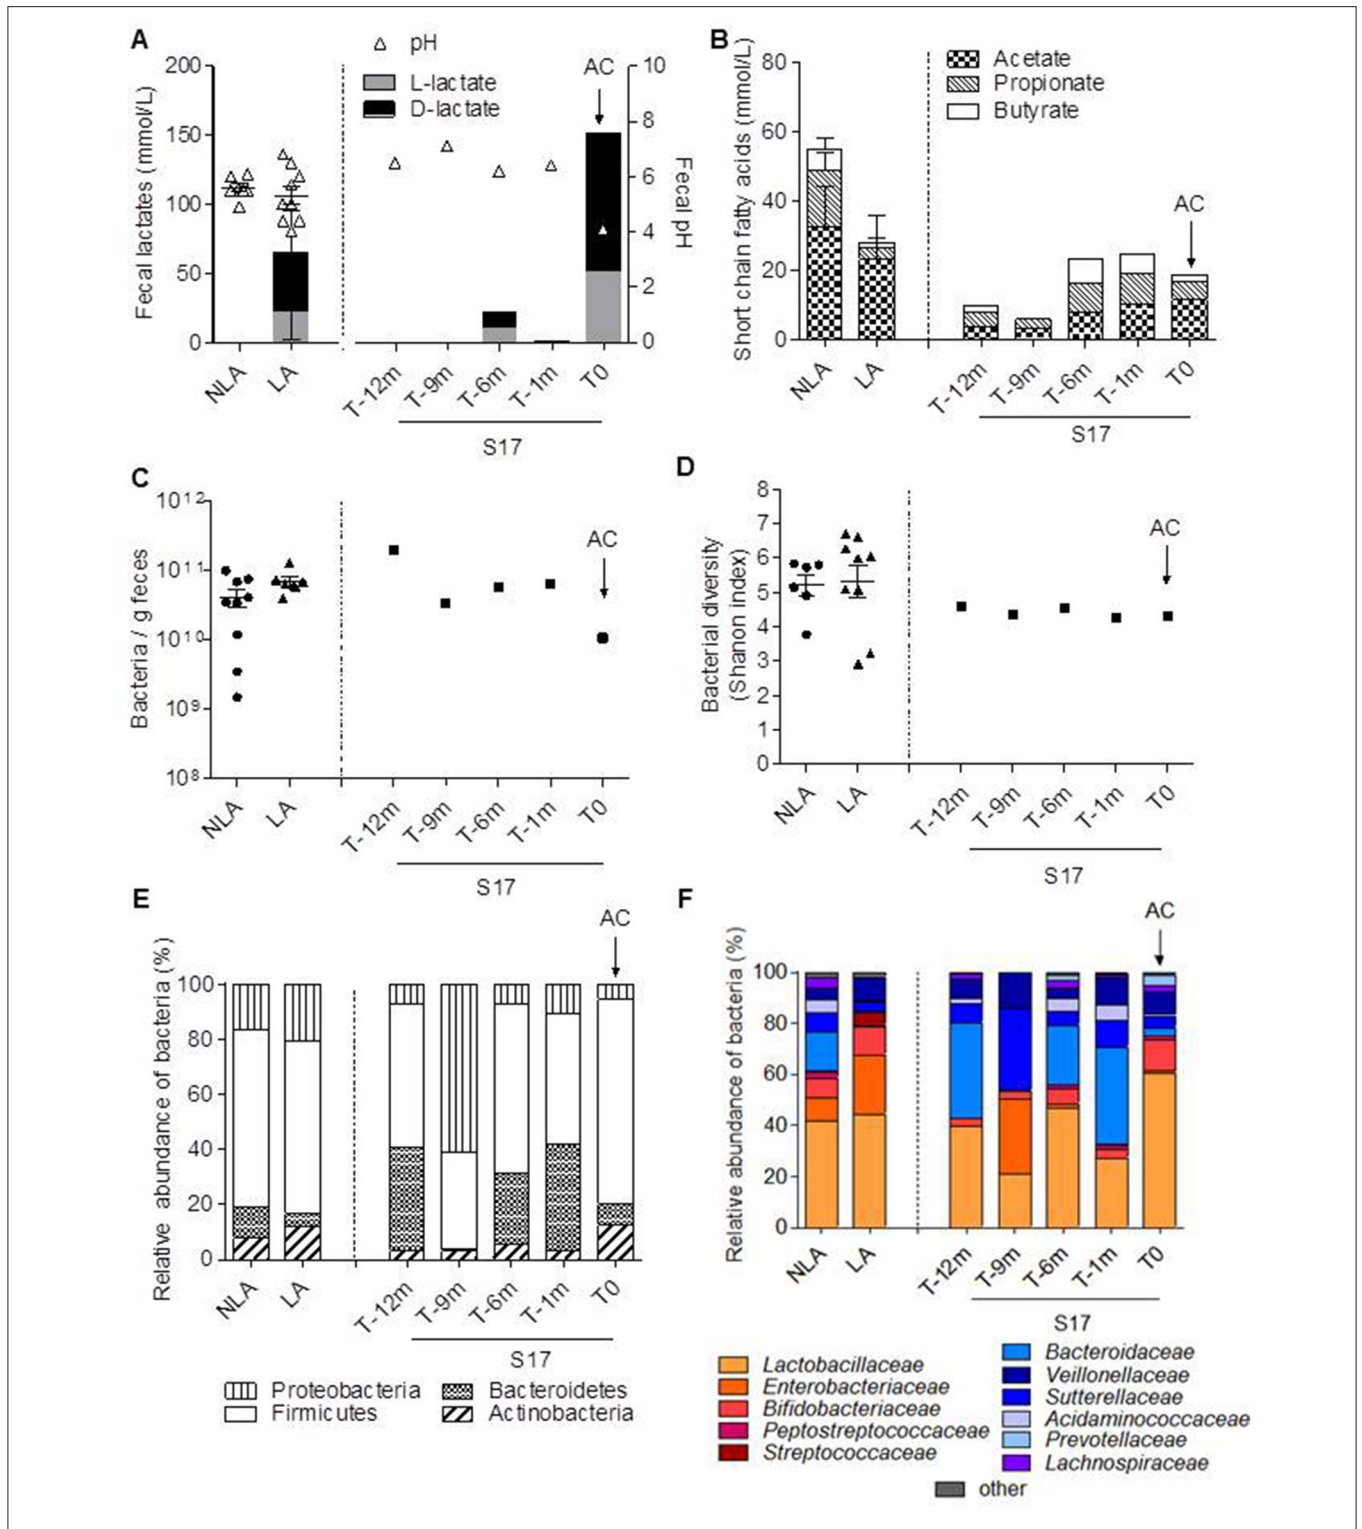 A
pH
L-lactate
D-lactate
AC
Fecal lactates (mmol/L)
200
150
100
50
0
10
8
6
4
2
0
Fecal pH
NLA
LA
T-12m
T-9m
T-6m
T-1m
T0
S17
B
Acetate
Propionate
Butyrate
Short chain fatty acids (mmol/L)
80
60
40
20
0
AC
NLA
LA
T-12m
T-9m
T-6m
T-1m
T0
S17
C
Bacteria / g feces
10¹²
10¹¹
10¹⁰
10⁹
10⁸
AC
NLA
LA
T-12m
T-9m
T-6m
T-1m
T0
S17
D
Bacterial diversity
(Shanon index)
8
7
6
5
4
3
2
1
0
AC
NLA
LA
T-12m
T-9m
T-6m
T-1m
T0
S17
E
Relative abundance of bacteria (%)
100
80
60
40
20
0
AC
NLA
LA
T-12m
T-9m
T-6m
T-1m
T0
S17
Proteobacteria
Firmicutes
Bacteroidetes
Actinobacteria
F
Relative abundance of bacteria (%)
100
80
60
40
20
0
AC
NLA
LA
T-12m
T-9m
T-6m
T-1m
T0
S17
Lactobacillaceae
Enterobacteriaceae
Bifidobacteriaceae
Peptostreptococcaceae
Streptococcaceae
Bacteroidaceae
Veillonellaceae
Sutterellaceae
Acidaminococcaceae
Prevotellaceae
Lachnospiraceae
other